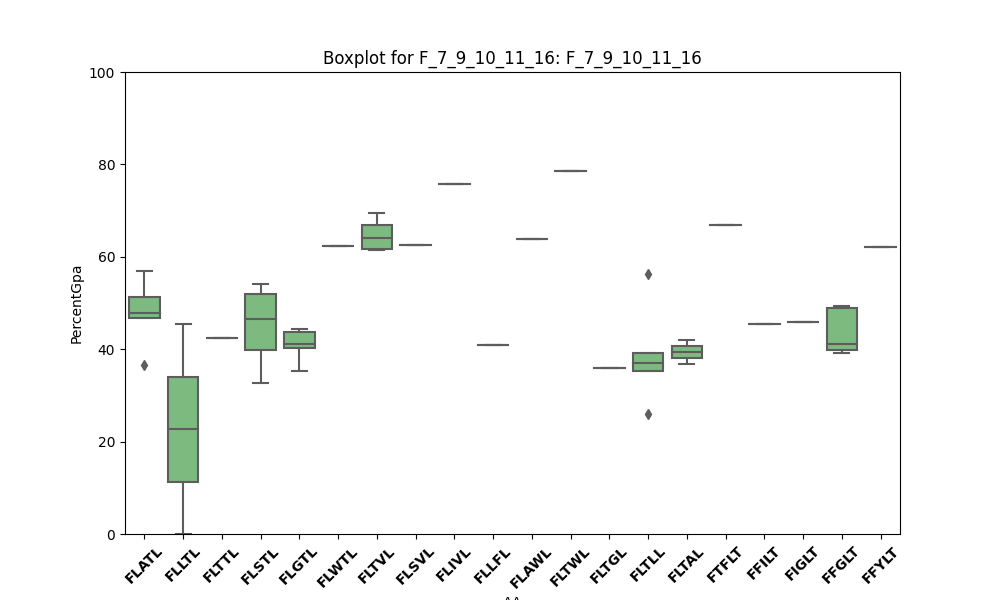 Boxplot for F_7_9_10_11_16: F_7_9_10_11_16
PercentGpa
100
80
60
40
20
0
FLATL
FLLTL
FLTTL
FLSTL
FLGTL
FLWTL
FLTVL
FLSVL
FLIVL
FLLFL
FLAWL
FLTWL
FLTGL
FLTLL
FLTAL
FTFLT
FFILT
FIGLT
FFGLT
FFYLT